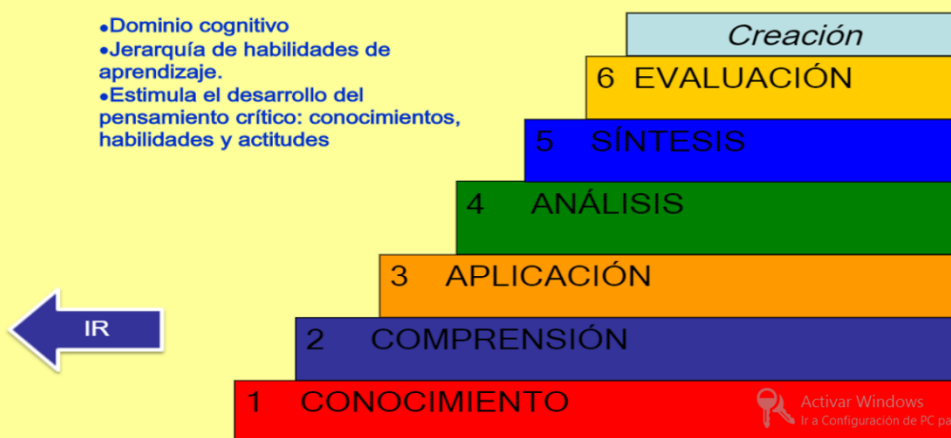 •Dominio cognitivo
•Jerarquía de habilidades de
aprendizaje.
•Estimula el desarrollo del
pensamiento crítico: conocimientos,
habilidades y actitudes
Creación
6 EVALUACIÓN
5 SÍNTESIS
4 ANÁLISIS
3 APLICACIÓN
IR
2 COMPRENSIÓN
1 CONOCIMIENTO
Activar Windows
Ir a Configuración de PC pa